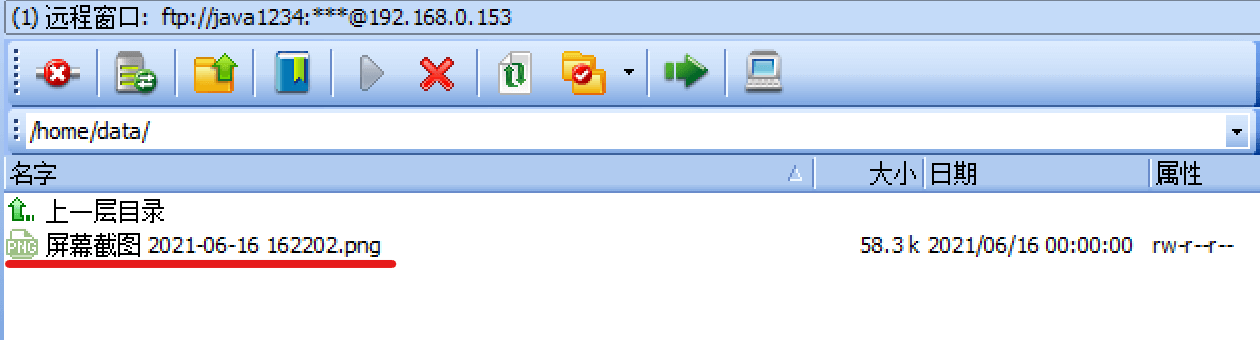 (1) 远程窗口: ftp://java1234:***@192.168.0.153
/home/data/
名字 大小 日期 属性
上一层目录
PNG 屏幕截图 2021-06-16 162202.png 58.3 k 2021/06/16 00:00:00 rw-r--r--